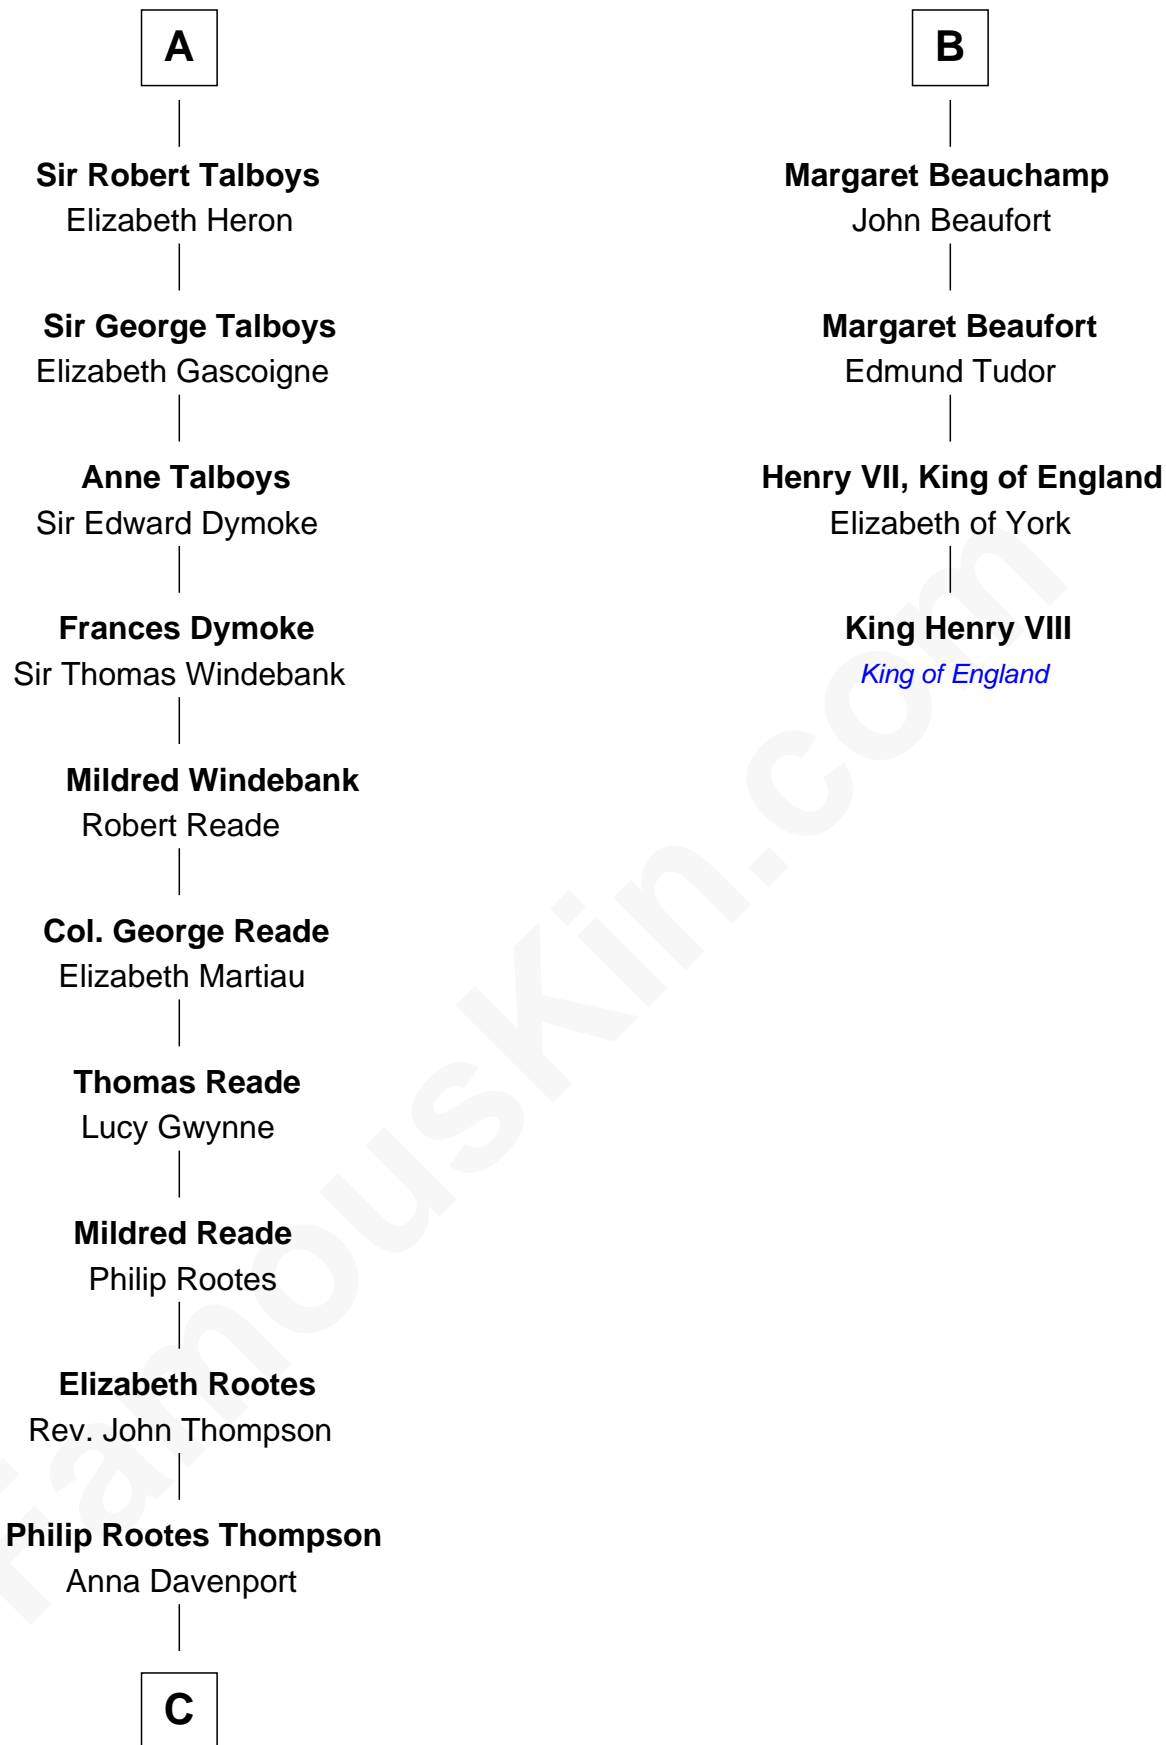 A
Sir Robert Talboys
Elizabeth Heron
Sir George Talboys
Elizabeth Gascoigne
Anne Talboys
Sir Edward Dymoke
Frances Dymoke
Sir Thomas Windebank
Mildred Windebank
Robert Reade
Col. George Reade
Elizabeth Martiau
Thomas Reade
Lucy Gwynne
Mildred Reade
Philip Rootes
Elizabeth Rootes
Rev. John Thompson
Philip Rootes Thompson
Anna Davenport
C
B
Margaret Beauchamp
John Beaufort
Margaret Beaufort
Edmund Tudor
Henry VII, King of England
Elizabeth of York
King Henry VIII
King of England
FamousKin.com